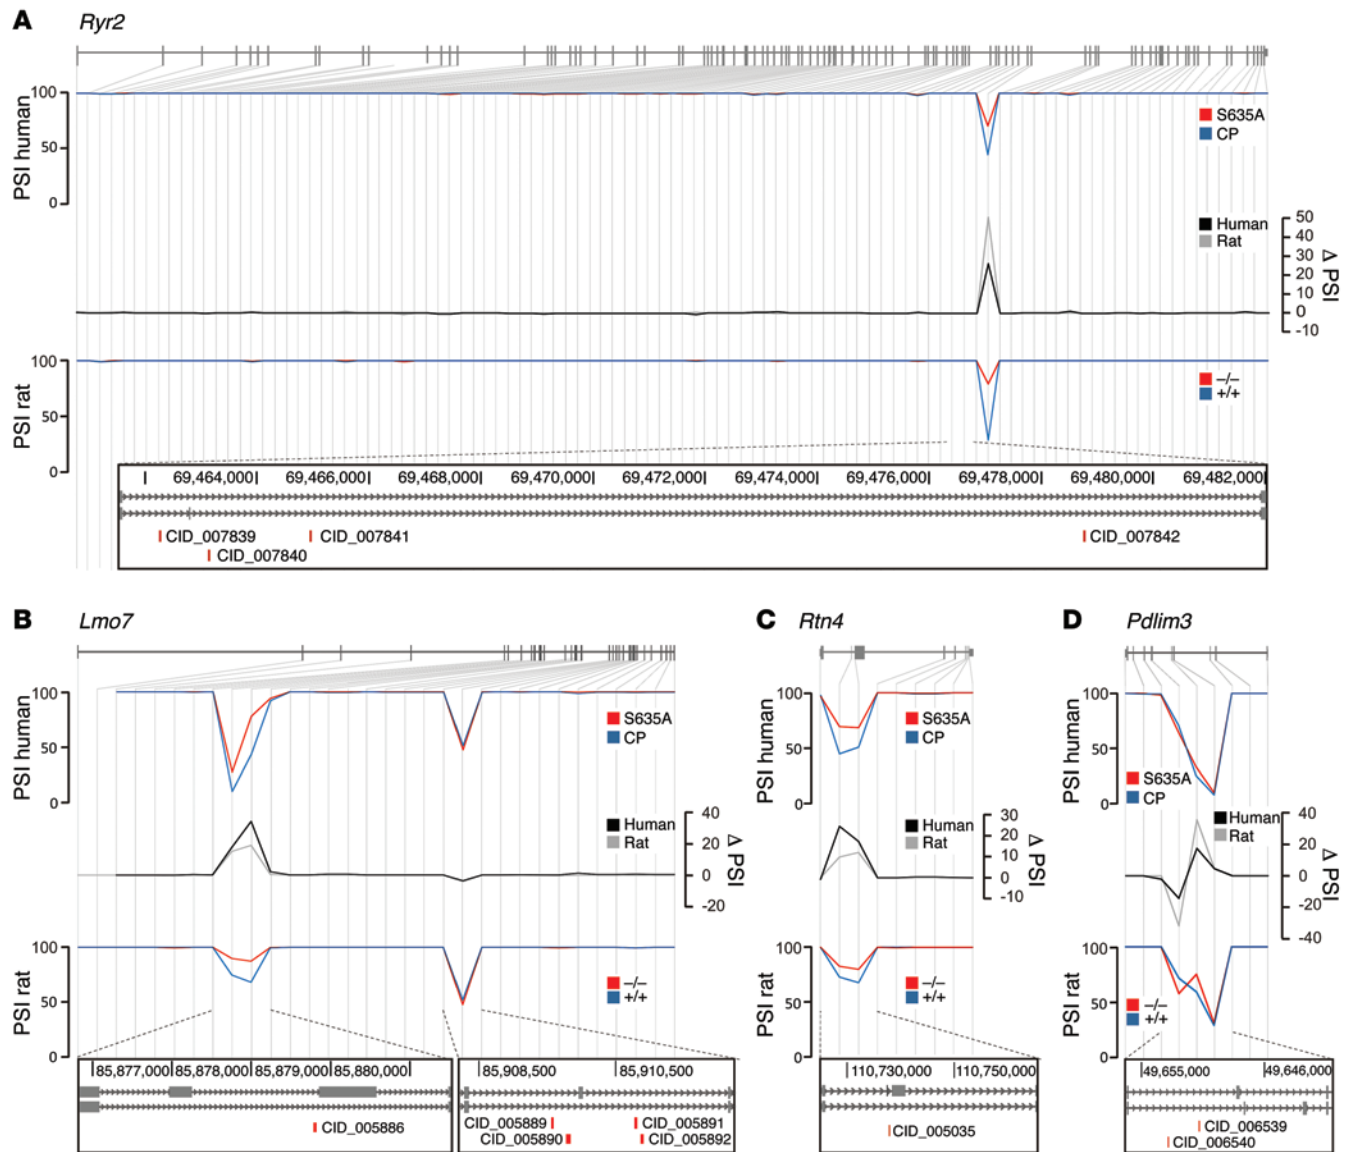 A Ryr2
PSI human
100
50
0
S635A
CP
Human
Rat
50
40
30
20
10
0
-10
Δ PSI
PSI rat
100
50
0
–/–
+/+
69,464,000 69,466,000 69,468,000 69,470,000 69,472,000 69,474,000 69,476,000 69,478,000 69,480,000 69,482,000
CID_007839 CID_007841 CID_007842
CID_007840
B Lmo7
PSI human
100
50
0
S635A
CP
Human
Rat
40
20
0
-20
Δ PSI
PSI rat
100
50
0
–/–
+/+
85,877,000 85,878,000 85,879,000 85,880,000
CID_005886
85,908,500 85,910,500
CID_005889 CID_005891
CID_005890 CID_005892
C Rtn4
PSI human
100
50
0
S635A
CP
Human
Rat
30
20
10
0
-10
Δ PSI
PSI rat
100
50
0
–/–
+/+
110,730,000 110,750,000
CID_005035
D Pdlim3
PSI human
100
50
0
S635A
CP
Human
Rat
40
20
0
-20
-40
Δ PSI
PSI rat
100
50
0
–/–
+/+
49,655,000 49,646,000
CID_006539
CID_006540